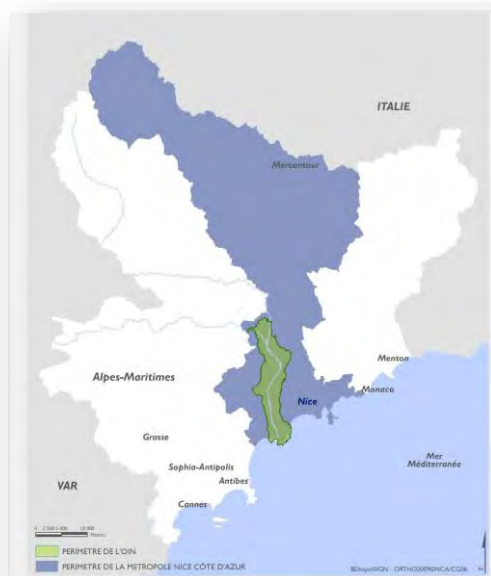 ITALIE
Mercantour
Alpes-Maritimes
Menton
Monaco
Nice
Grasse
Sophia-Antipolis
Antibes
Cannes
VAR
Mer
Méditerranée
PERIMETRE DE L'OIN
PERIMETRE DE LA METROPOLE NICE CÔTE D'AZUR